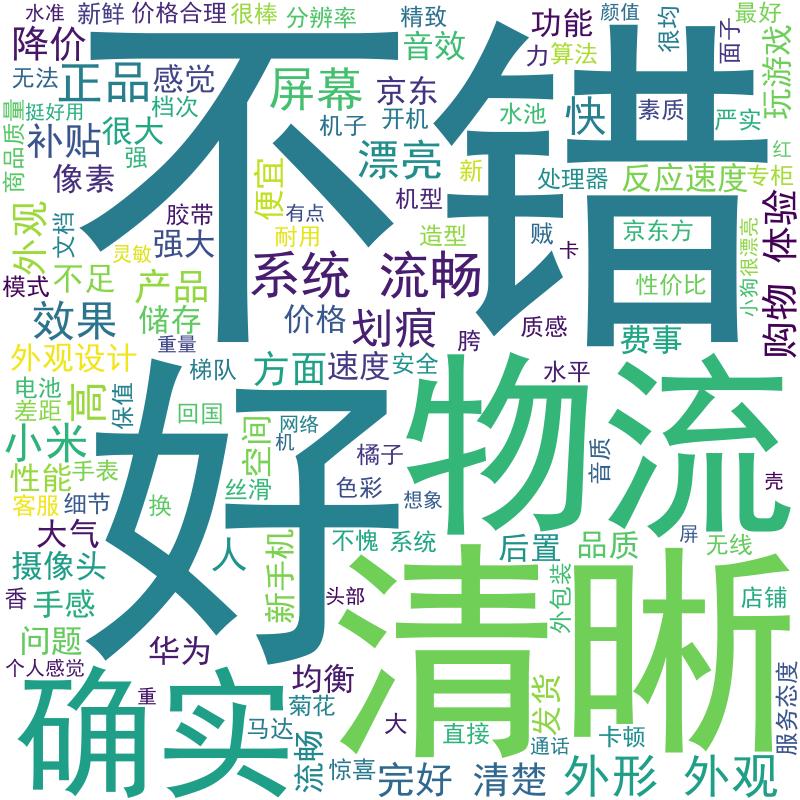 水准
新鲜 价格合理
很棒
分辨率
精致
功能
颜值
很均
面子
最好
降价
音效
力
算法
玩游戏
不错
无法
正品
感觉
屏幕
京东
水池
快
素质
严实
商品质量
挺好用
档次
机子
开机
补贴
很大
强
漂亮
新
处理器
反应速度
专柜
红
像素
便宜
机型
体验
外观
文档
胶带
有点
灵敏
强大
耐用
造型
贼
卡
京东方
小狗
很漂亮
不足
模式
产品
系统 流畅
性价比
购物
效果
储存
价格
划痕
质感
费事
重量
胯
外观设计
梯队
方面
速度
安全
水平
物流
电池
差距
高
保值
好
回国
网络
机
小米
空间
橘子
音质
性能
手表
丝滑
色彩
想象
壳
客服
细节
换
大气
人
新手机
不愧 系统
后置
品质
屏
无线
摄像头
清晰
外包装
店铺
香
手感
头部
问题
华为
个人感觉
均衡
确实
重
菊花
大
发货
服务态度
马达
流畅
直接
通话
卡顿
惊喜
完好 清楚
外形 外观